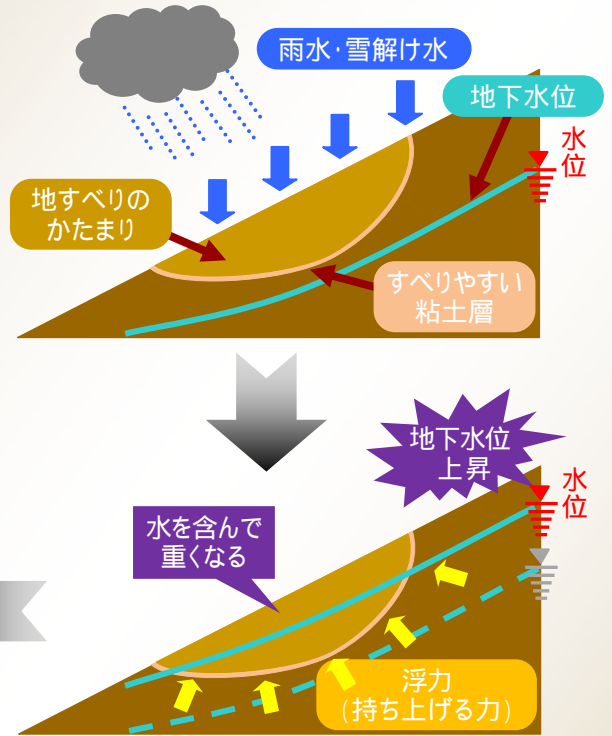 雨水･雪解け水
地下水位
水
位
地すべりの
かたまり
すべりやすい
粘土層
地下水位
上昇
水
位
水を含んで
重くなる
浮力
(持ち上げる力)